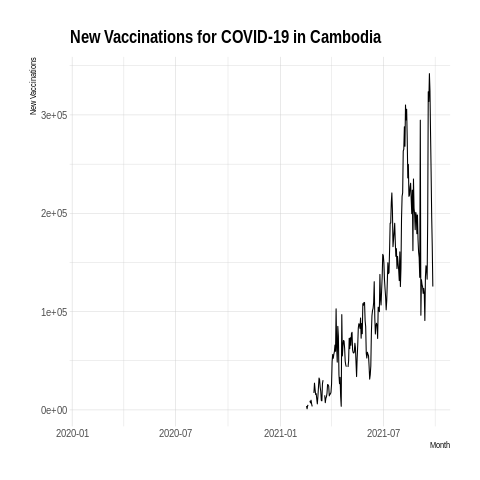 New Vaccinations for COVID-19 in Cambodia
New Vaccinations
3e+05
2e+05
1e+05
0e+00
2020-01 2020-07 2021-01 2021-07
Month